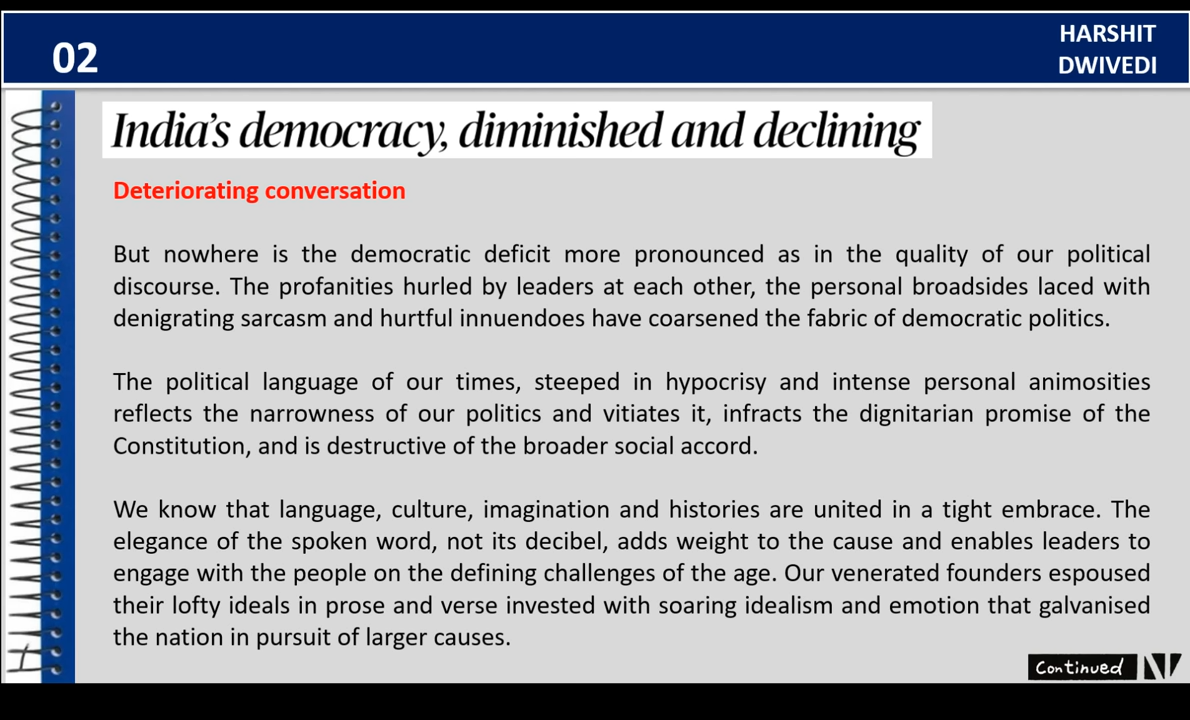 02
HARSHIT
DWIVEDI
India's democracy, diminished and declining
Deteriorating conversation
But nowhere is the democratic deficit more pronounced as in the quality of our political
discourse. The profanities hurled by leaders at each other, the personal broadsides laced with
denigrating sarcasm and hurtful innuendoes have coarsened the fabric of democratic politics.
The political language of our times, steeped in hypocrisy and intense personal animosities
reflects the narrowness of our politics and vitiates it, infracts the dignitarian promise of the
Constitution, and is destructive of the broader social accord.
We know that language, culture, imagination and histories are united in a tight embrace. The
elegance of the spoken word, not its decibel, adds weight to the cause and enables leaders to
engage with the people on the defining challenges of the age. Our venerated founders espoused
their lofty ideals in prose and verse invested with soaring idealism and emotion that galvanised
the nation in pursuit of larger causes.
Continued